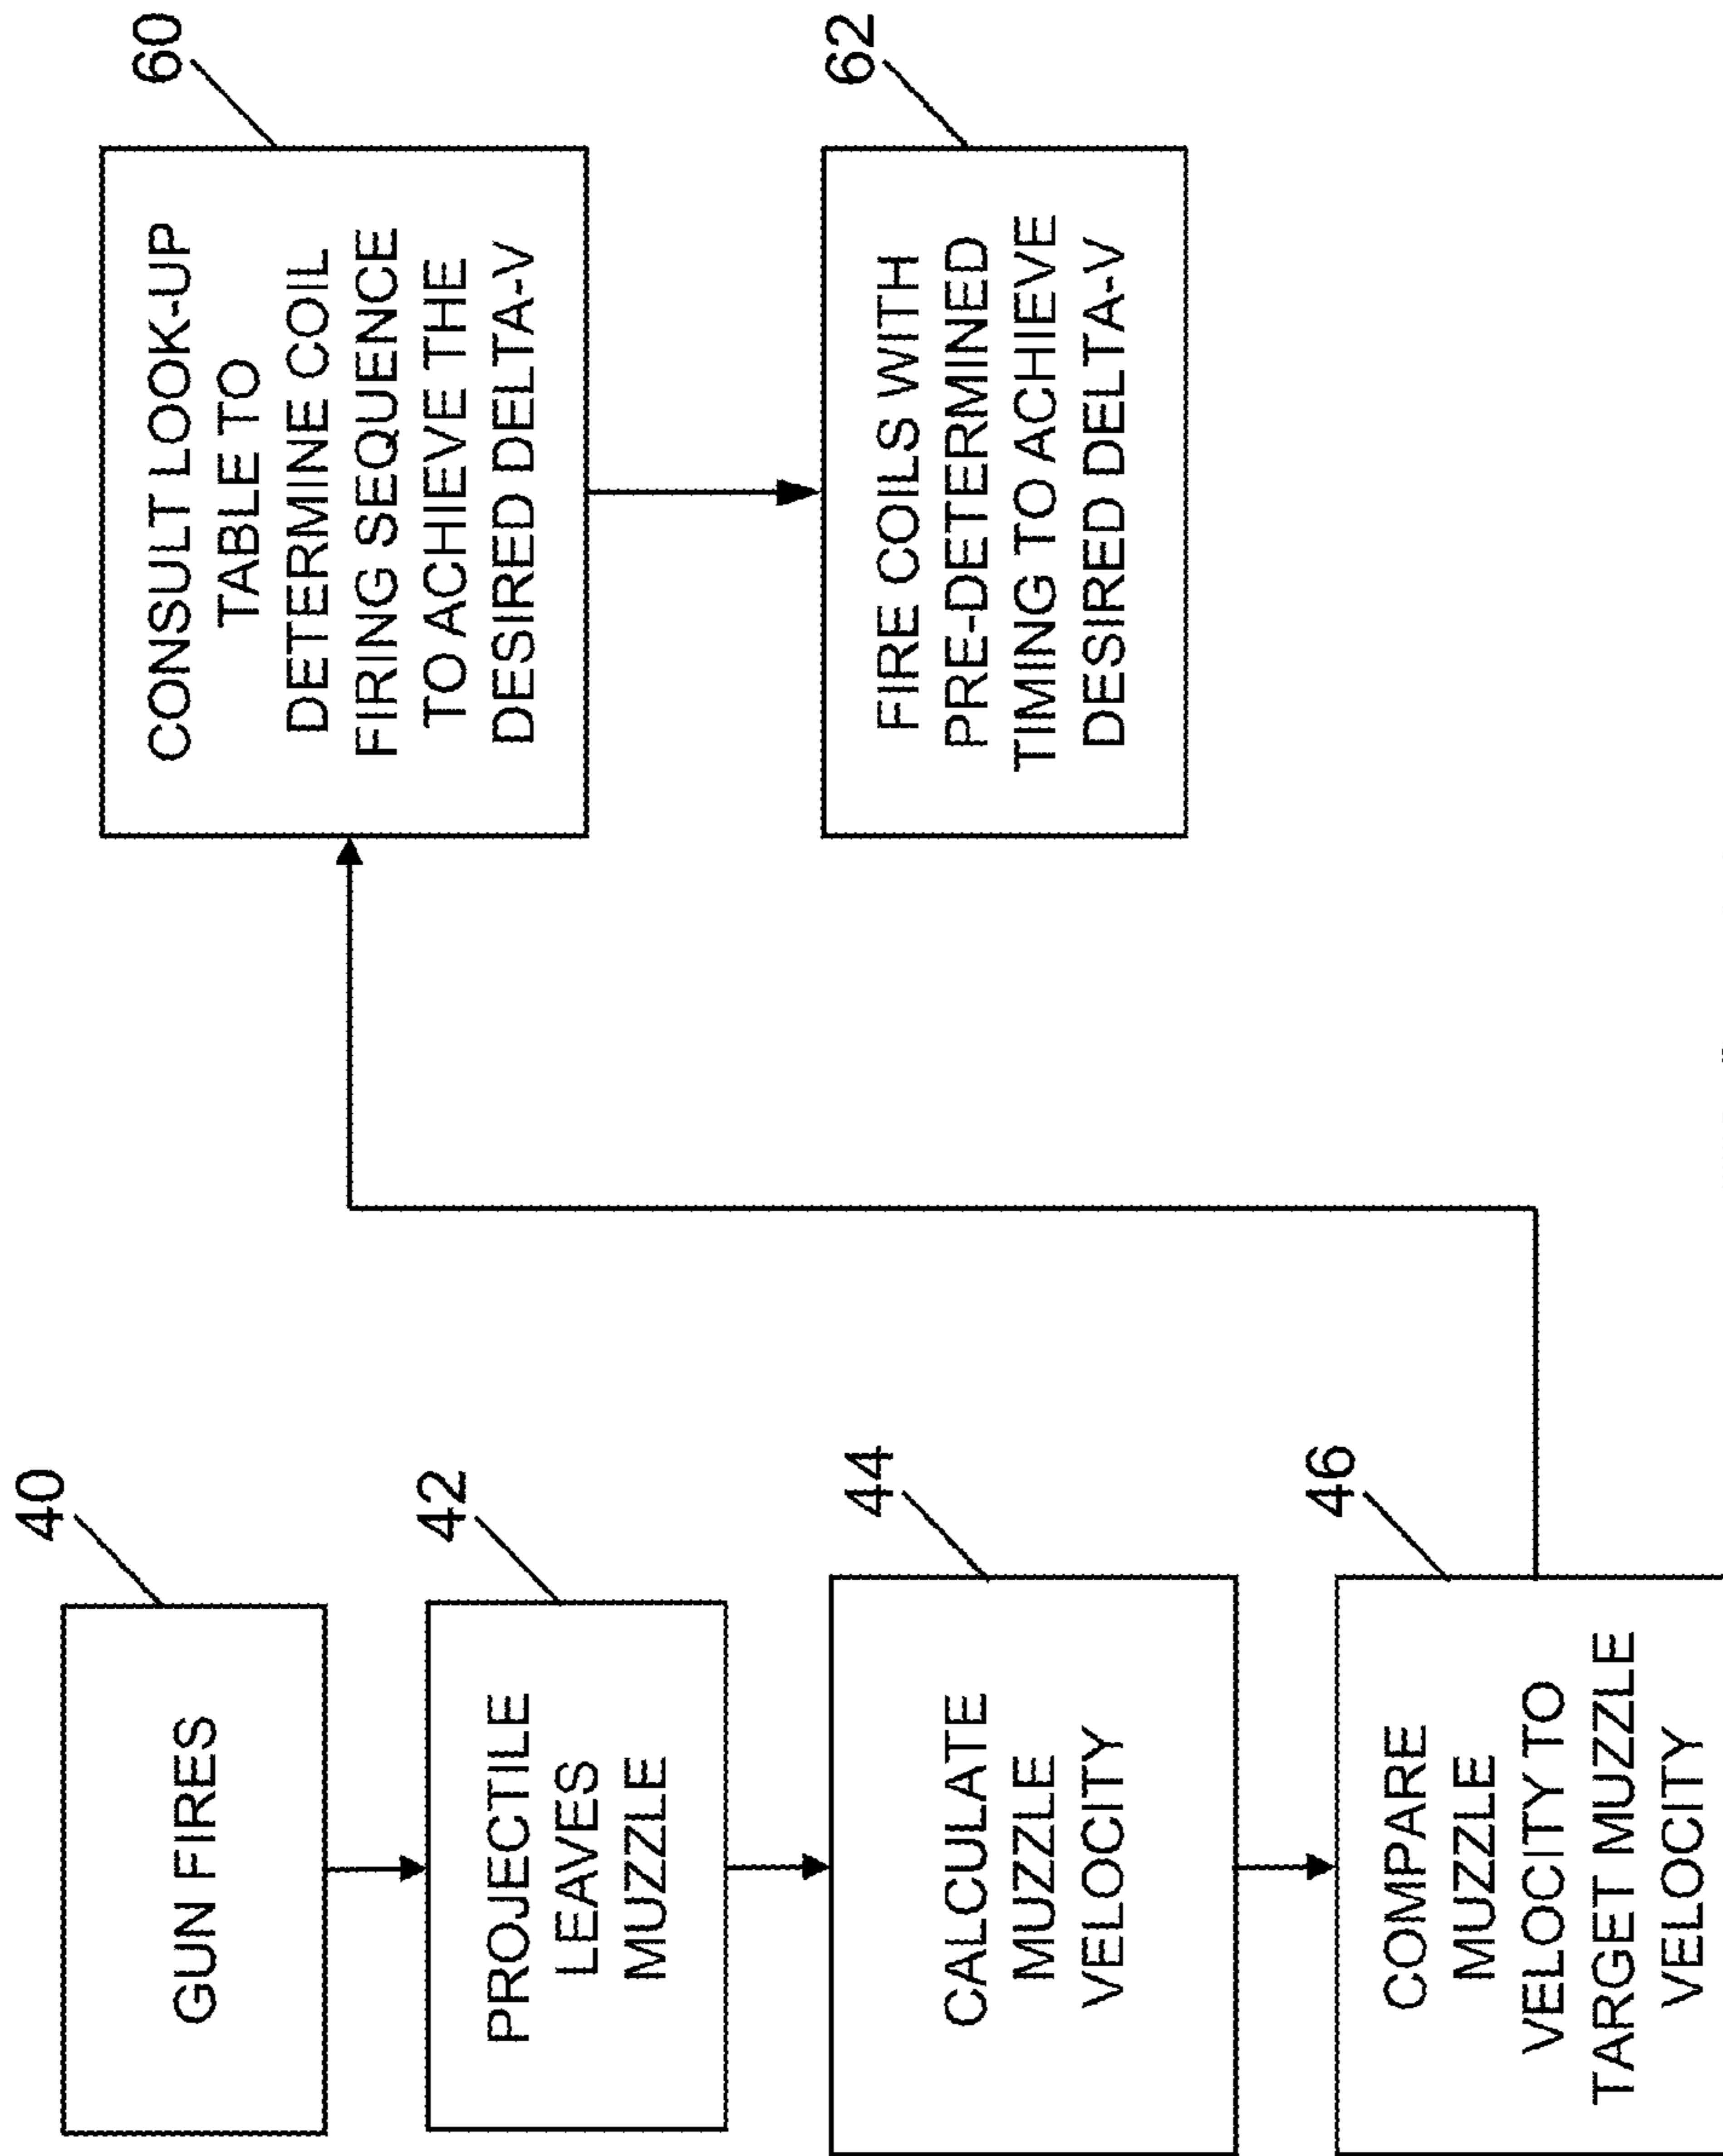 40
GUN FIRES
42
PROJECTILE
LEAVES
MUZZLE
44
CALCULATE
MUZZLE
VELOCITY
46
COMPARE
MUZZLE
VELOCITY TO
TARGET MUZZLE
VELOCITY
60
CONSULT LOOK-UP
TABLE TO
DETERMINE COIL
FIRING SEQUENCE
TO ACHIEVE THE
DESIRED DELTA-V
62
FIRE COILS WITH
PRE-DETERMINED
TIMING TO ACHIEVE
DESIRED DELTA-V